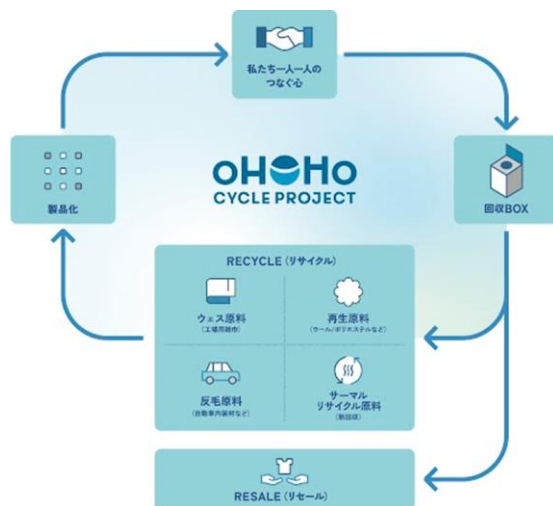 私たち一人一人の
つなぐ心
製品化
oHoHo
CYCLE PROJECT
回収BOX
RECYCLE(リサイクル)
ウェス原料
(工場用雑巾)
再生原料
(ウール/ポリエステルなど)
反毛原料
(自動車内装材など)
サーマル
リサイクル原料
(熱回収)
RESALE(リセール)